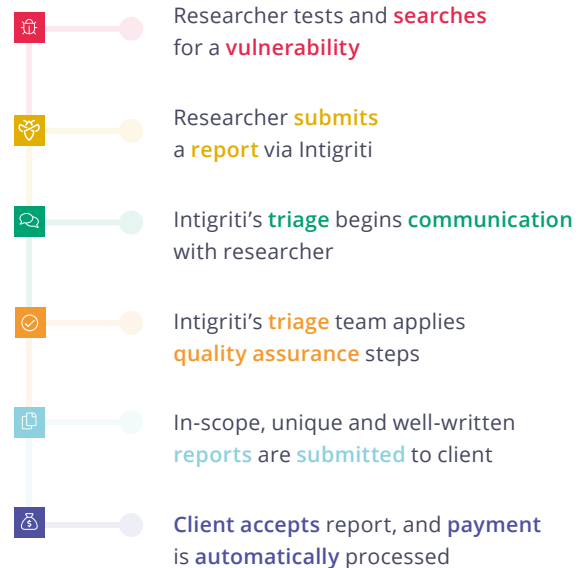 Researcher tests and searches
for a vulnerability
Researcher submits
a report via Intigriti
Intigriti’s triage begins communication
with researcher
Intigriti’s triage team applies
quality assurance steps
In-scope, unique and well-written
reports are submitted to client
Client accepts report, and payment
is automatically processed